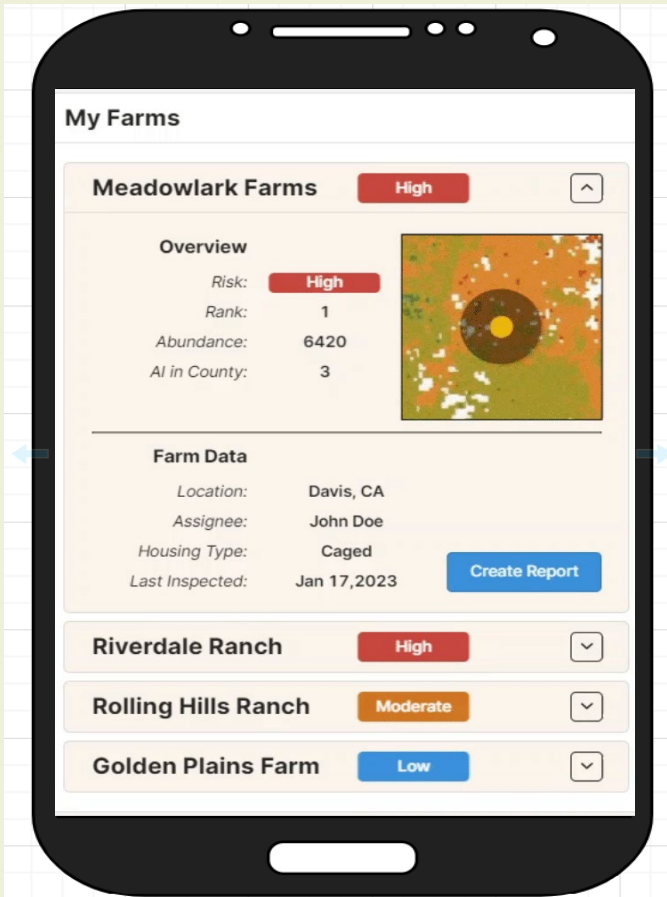 My Farms
Meadowlark Farms High
Overview
Risk: High
Rank: 1
Abundance: 6420
AI in County: 3
Farm Data
Location: Davis, CA
Assignee: John Doe
Housing Type: Caged
Last Inspected: Jan 17,2023
Create Report
Riverdale Ranch High
Rolling Hills Ranch Moderate
Golden Plains Farm Low